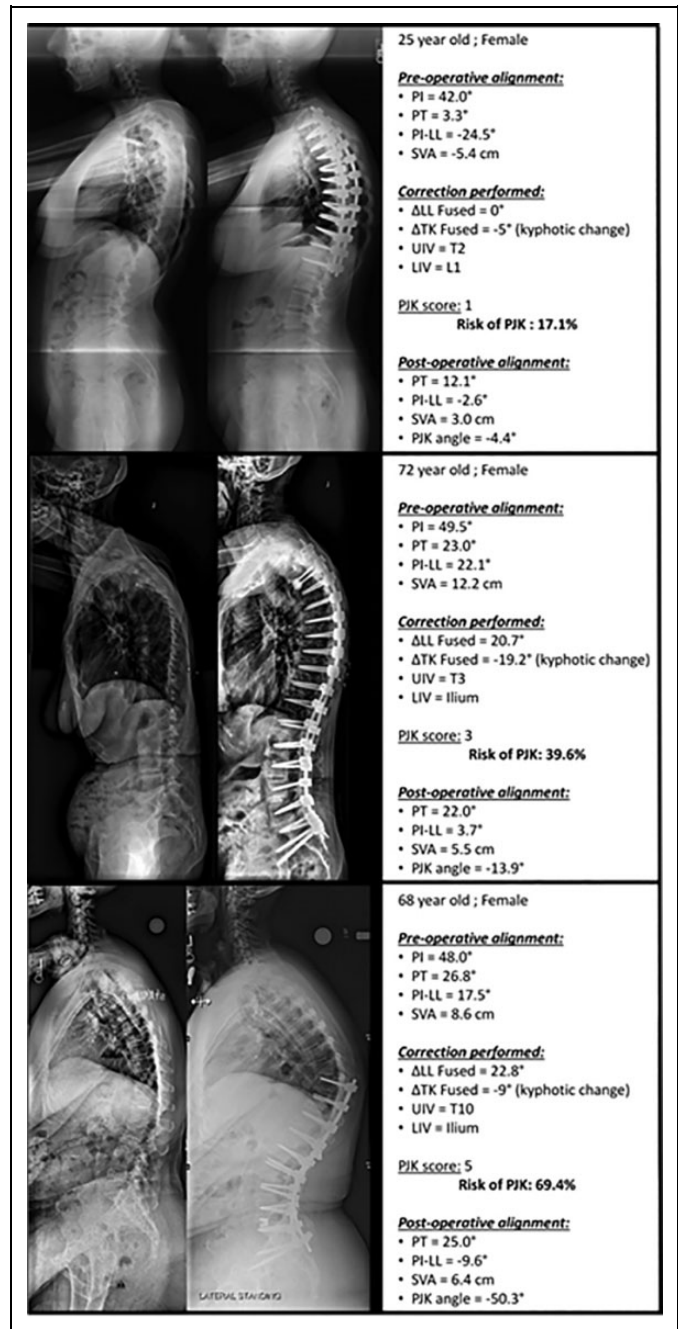 25 year old ; Female
Pre-operative alignment:
• PI = 42.0°
• PT = 3.3°
• PI-LL = -24.5°
• SVA = -5.4 cm
Correction performed:
• ΔLL Fused = 0°
• ΔTK Fused = -5° (kyphotic change)
• UIV = T2
• LIV = L1
PJK score: 1
Risk of PJK : 17.1%
Post-operative alignment:
• PT = 12.1°
• PI-LL = -2.6°
• SVA = 3.0 cm
• PJK angle = -4.4°
72 year old ; Female
Pre-operative alignment:
• PI = 49.5°
• PT = 23.0°
• PI-LL = 22.1°
• SVA = 12.2 cm
Correction performed:
• ΔLL Fused = 20.7°
• ΔTK Fused = -19.2° (kyphotic change)
• UIV = T3
• LIV = Ilium
PJK score: 3
Risk of PJK: 39.6%
Post-operative alignment:
• PT = 22.0°
• PI-LL = 3.7°
• SVA = 5.5 cm
• PJK angle = -13.9°
68 year old ; Female
Pre-operative alignment:
• PI = 48.0°
• PT = 26.8°
• PI-LL = 17.5°
• SVA = 8.6 cm
Correction performed:
• ΔLL Fused = 22.8°
• ΔTK Fused = -9° (kyphotic change)
• UIV = T10
• LIV = Ilium
PJK score: 5
Risk of PJK: 69.4%
Post-operative alignment:
• PT = 25.0°
• PI-LL = -9.6°
• SVA = 6.4 cm
• PJK angle = -50.3°
LATERAL STANDING